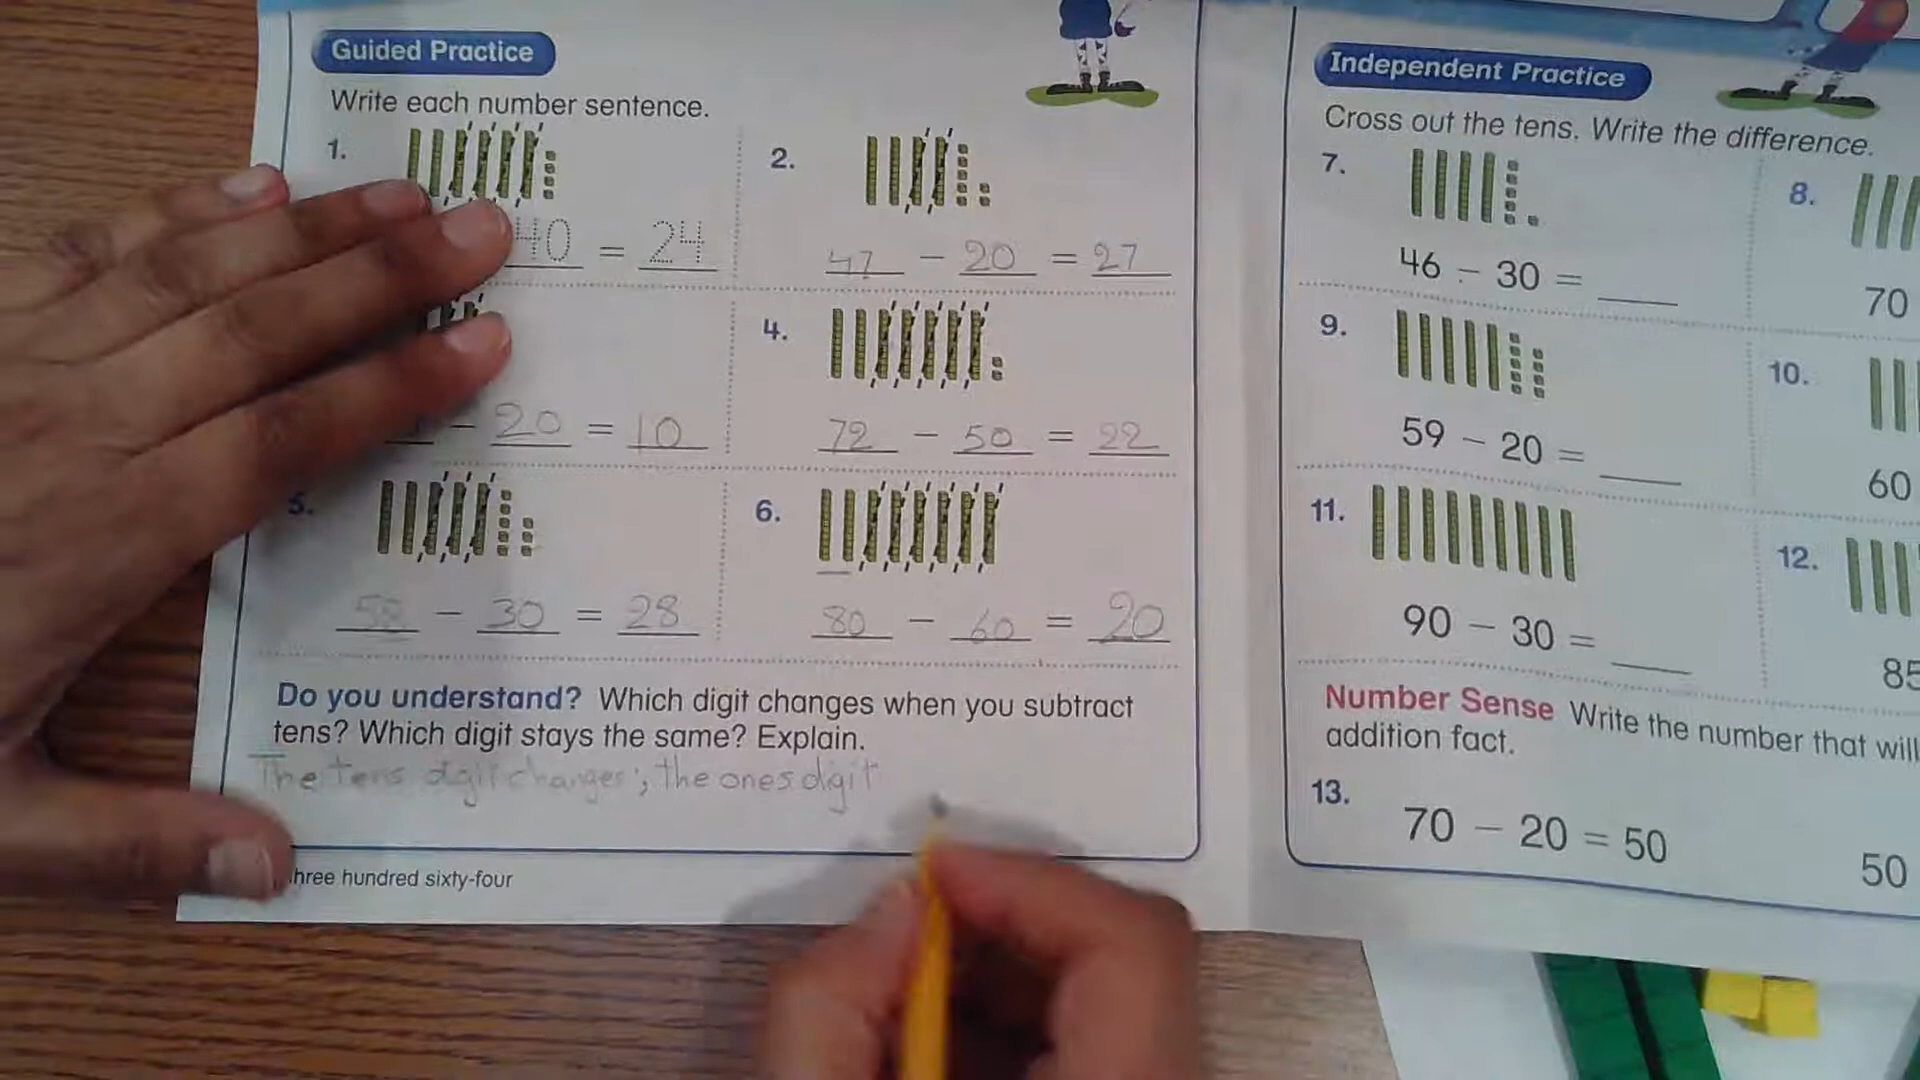 Guided Practice
Write each number sentence.
1.
40 = 24
2.
47 - 20 = 27
- 20 = 10
4.
72 - 50 = 22
5.
58 - 30 = 28
6.
80 - 60 = 20
Do you understand? Which digit changes when you subtract
tens? Which digit stays the same? Explain.
The tens digit changes; the ones digit
hree hundred sixty-four
Independent Practice
Cross out the tens. Write the difference.
7.
46 - 30 = ____
8.
70
9.
59 - 20 = ____
10.
60
11.
90 - 30 = ____
12.
85
Number Sense Write the number that will
addition fact.
13.
70 - 20 = 50
50